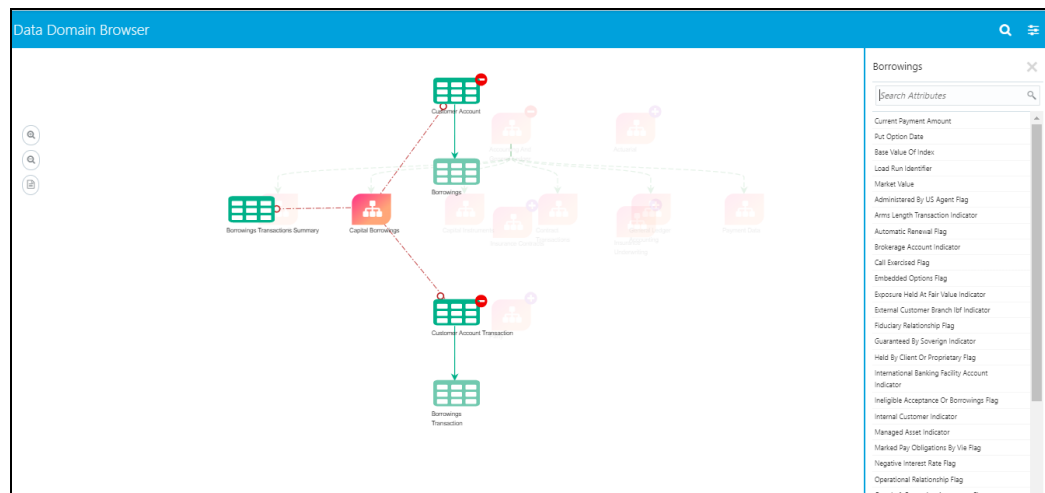 Data Domain Browser
Borrowings
Search Attributes
Customer Account
Borrowings
Borrowings Transactions Summary
Capital Borrowings
Customer Account Transaction
Borrowings
Transaction
Current Payment Amount
Put Option Date
Base Value Of Index
Load Run Identifier
Market Value
Administered By US Agent Flag
Arms Length Transaction Indicator
Automatic Renewal Flag
Brokerage Account Indicator
Call Exercised Flag
Embedded Options Flag
Exposure Held At Fair Value Indicator
External Customer Branch Ibf Indicator
Fiduciary Relationship Flag
Guaranteed By Soverign Indicator
Held By Client Or Proprietary Flag
International Banking Facility Account
Indicator
Ineligible Acceptance Or Borrowings Flag
Internal Customer Indicator
Managed Asset Indicator
Marked Pay Obligations By Vie Flag
Negative Interest Rate Flag
Operational Relationship Flag